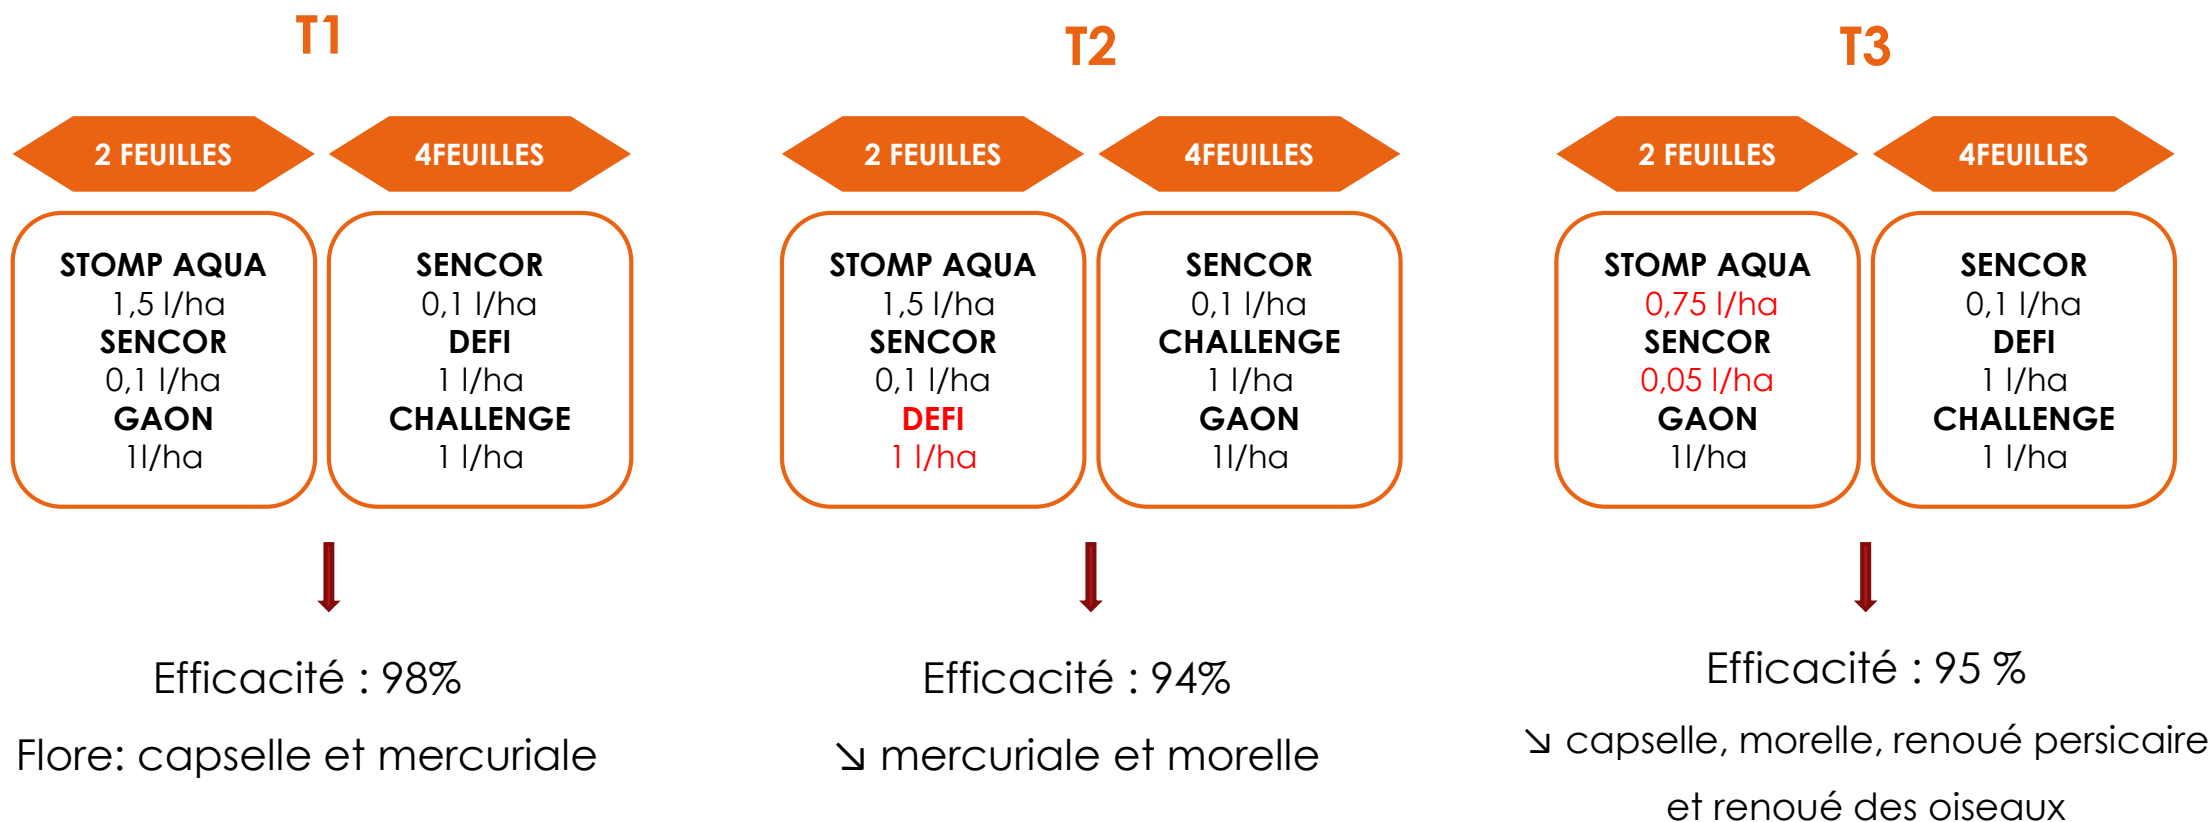 T1
2 FEUILLES
4FEUILLES
STOMP AQUA
1,5 l/ha
SENCOR
0,1 l/ha
GAON
1l/ha
SENCOR
0,1 l/ha
DEFI
1 l/ha
CHALLENGE
1 l/ha
Efficacité : 98%
Flore: capselle et mercuriale
T2
2 FEUILLES
4FEUILLES
STOMP AQUA
1,5 l/ha
SENCOR
0,1 l/ha
DEFI
1 l/ha
SENCOR
0,1 l/ha
CHALLENGE
1 l/ha
GAON
1l/ha
Efficacité : 94%
↘ mercuriale et morelle
T3
2 FEUILLES
4FEUILLES
STOMP AQUA
0,75 l/ha
SENCOR
0,05 l/ha
GAON
1l/ha
SENCOR
0,1 l/ha
DEFI
1 l/ha
CHALLENGE
1 l/ha
Efficacité : 95 %
↘ capselle, morelle, renoué persicaire
et renoué des oiseaux